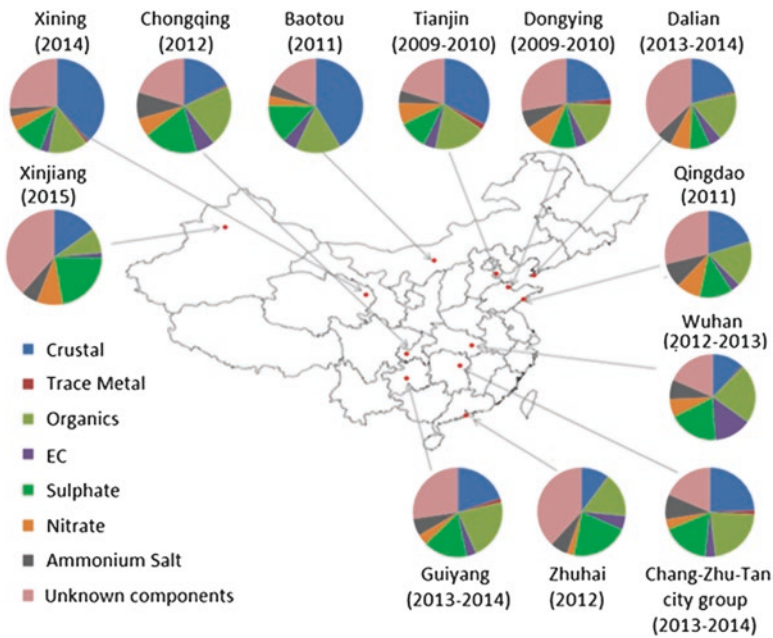 Xining
(2014)
Chongqing
(2012)
Baotou
(2011)
Tianjin
(2009-2010)
Dongying
(2009-2010)
Dalian
(2013-2014)
Xinjiang
(2015)
Qingdao
(2011)
Wuhan
(2012-2013)
Crustal
Trace Metal
Organics
EC
Sulphate
Nitrate
Ammonium Salt
Unknown components
Guiyang
(2013-2014)
Zhuhai
(2012)
Chang-Zhu-Tan
city group
(2013-2014)